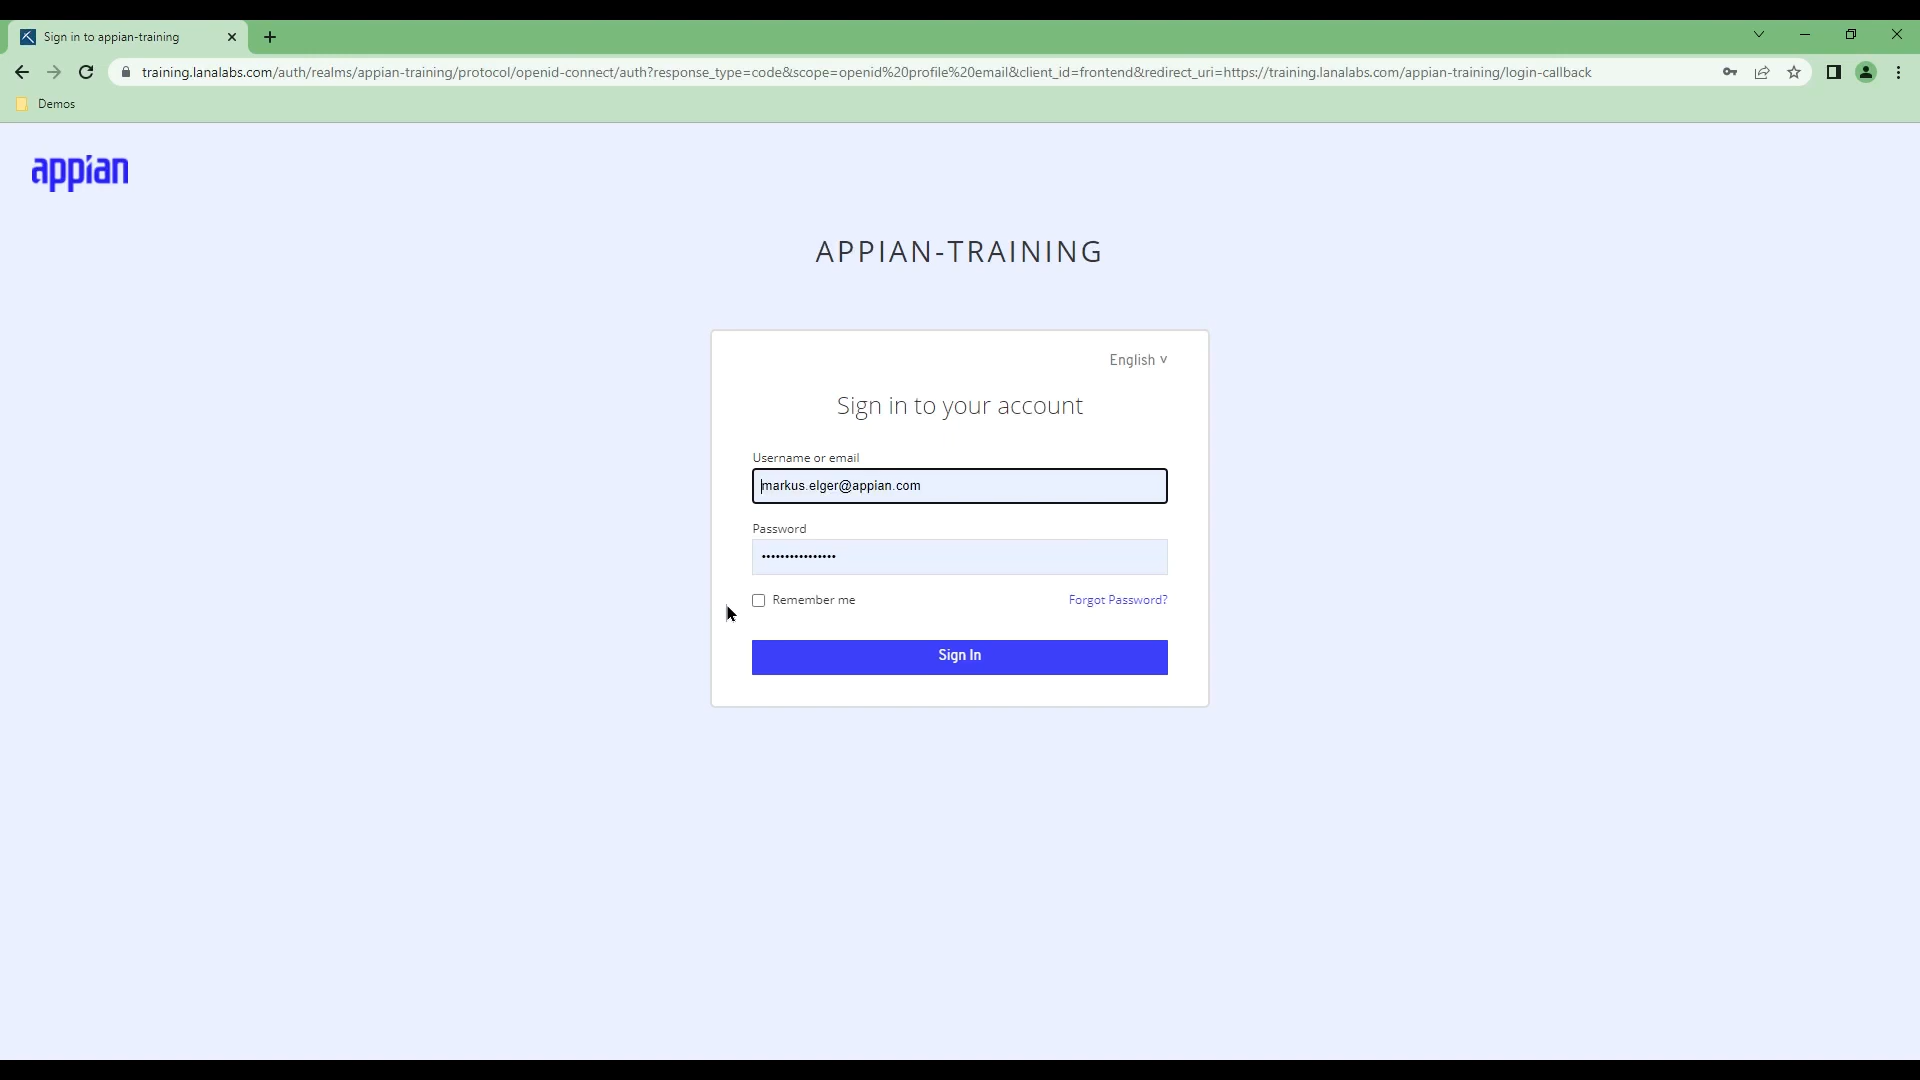 Sign in to appian-training
training.lanalabs.com/auth/realms/appian-training/protocol/openid-connect/auth?response_type=code&scope=openid%20profile%20email&client_id=frontend&redirect_uri=https://training.lanalabs.com/appian-training/login-callback
Demos
appian
APPIAN-TRAINING
English v
Sign in to your account
Username or email
markus.elger@appian.com
Password
••••••••••••••••
Remember me Forgot Password?
Sign In